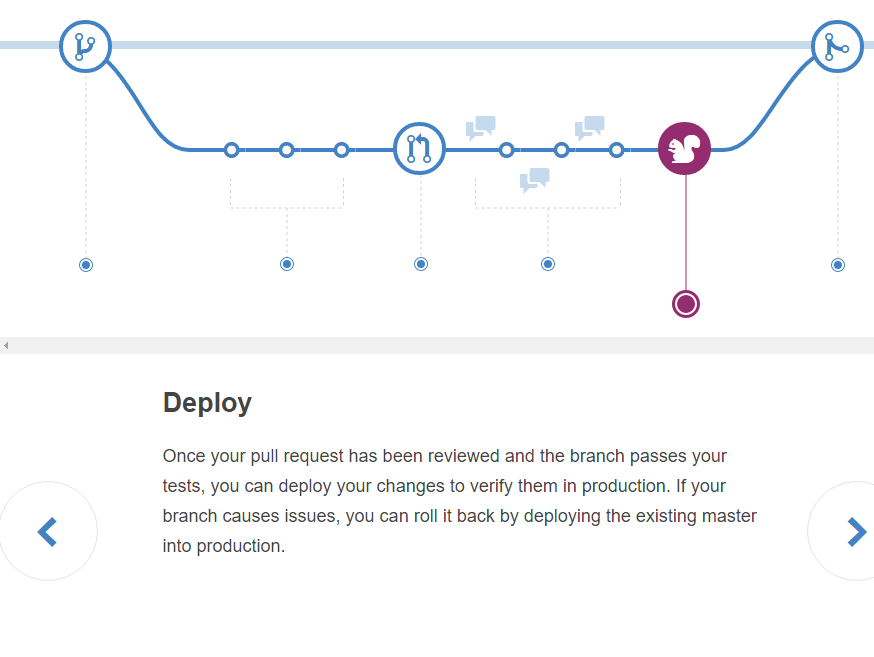 Deploy
Once your pull request has been reviewed and the branch passes your
tests, you can deploy your changes to verify them in production. If your
branch causes issues, you can roll it back by deploying the existing master
into production.